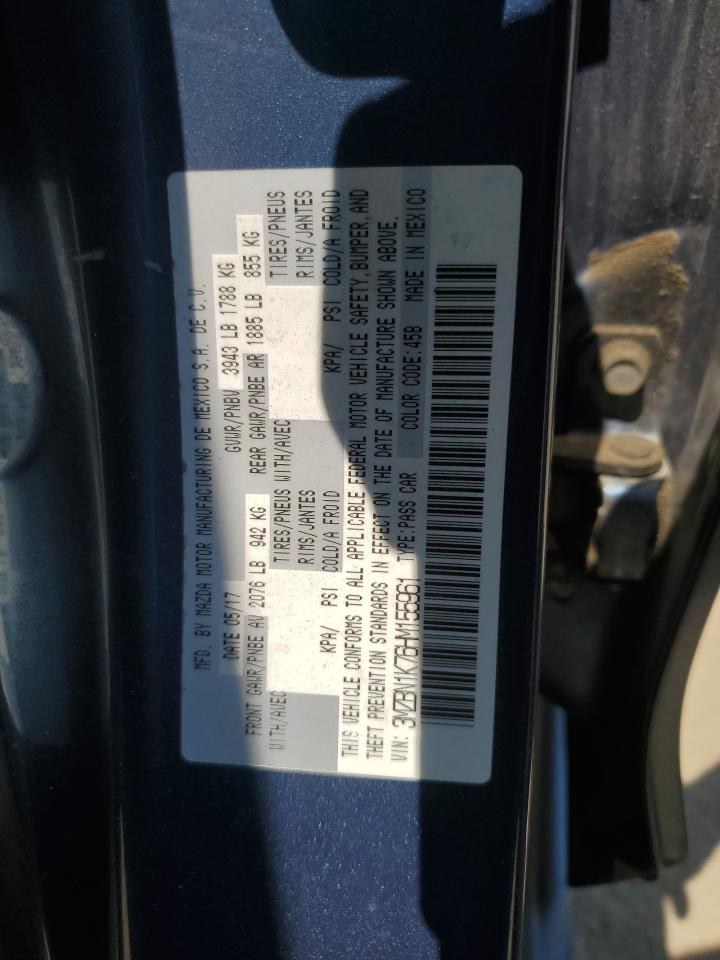 MFD. BY MAZDA MOTOR MANUFACTURING DE MEXICO S.A. DE C.V.
DATE 05/17 GVWR/PNBV 3943 LB 1788 KG
FRONT GAWR/PNBE AV 2076 LB 942 KG REAR GAWR/PNBE AR 1885 LB 855 KG
WITH/AVEC TIRES/PNEUS WITH/AVEC TIRES/PNEUS
RIMS/JANTES RIMS/JANTES
KPA/ PSI COLD/A FROID KPA/ PSI COLD/A FROID
THIS VEHICLE CONFORMS TO ALL APPLICABLE FEDERAL MOTOR VEHICLE SAFETY, BUMPER, AND
THEFT PREVENTION STANDARDS IN EFFECT ON THE DATE OF MANUFACTURE SHOWN ABOVE.
VIN: 3MZBN1K76HM155961 TYPE:PASS CAR COLOR CODE:45B MADE IN MEXICO